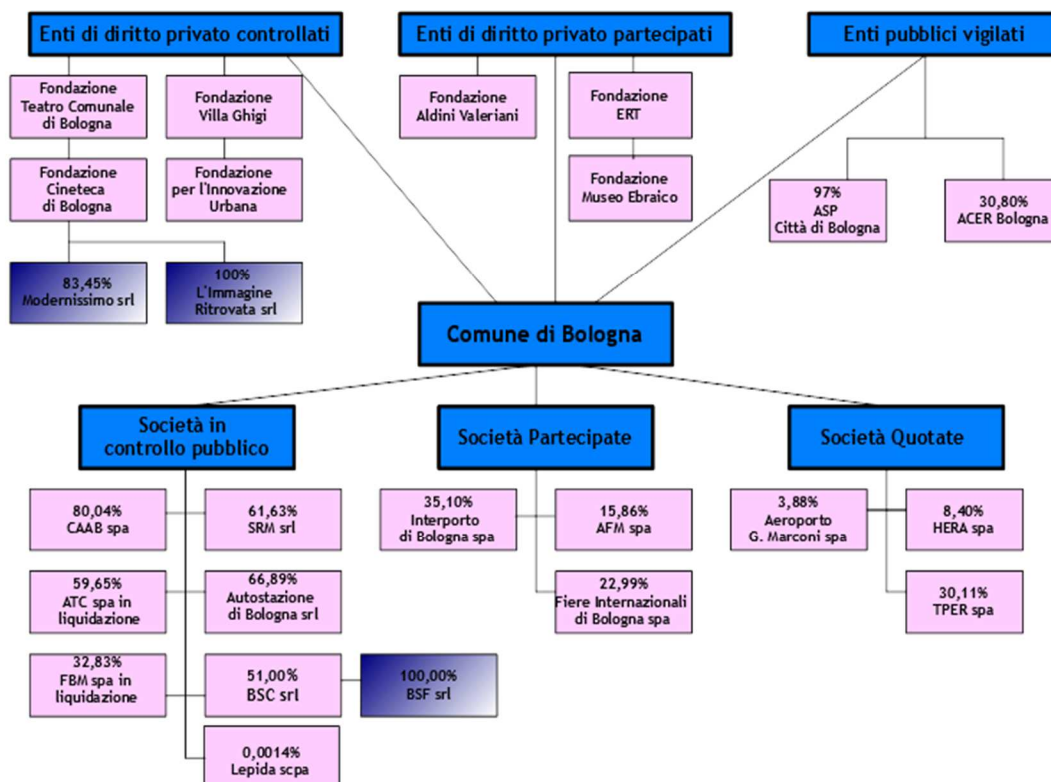 Enti di diritto privato controllati
Enti di diritto privato partecipati
Enti pubblici vigilati
Fondazione
Teatro Comunale
di Bologna
Fondazione
Villa Ghigi
Fondazione
Aldini Valeriani
Fondazione
ERT
Fondazione
Cineteca
di Bologna
Fondazione
per l'Innovazione
Urbana
Fondazione
Museo Ebraico
97%
ASP
Città di Bologna
30,80%
ACER Bologna
83,45%
Modernissimo srl
100%
L'Immagine
Ritrovata srl
Comune di Bologna
Società in
controllo pubblico
Società Partecipate
Società Quotate
80,04%
CAAB spa
61,63%
SRM srl
35,10%
Interporto
di Bologna spa
15,86%
AFM spa
3,88%
Aeroporto
G. Marconi spa
8,40%
HERA spa
59,65%
ATC spa in
liquidazione
66,89%
Autostazione
di Bologna srl
22,99%
Fiere Internazionali
di Bologna spa
30,11%
TPER spa
32,83%
FBM spa in
liquidazione
51,00%
BSC srl
100,00%
BSF srl
0,0014%
Lepida scpa